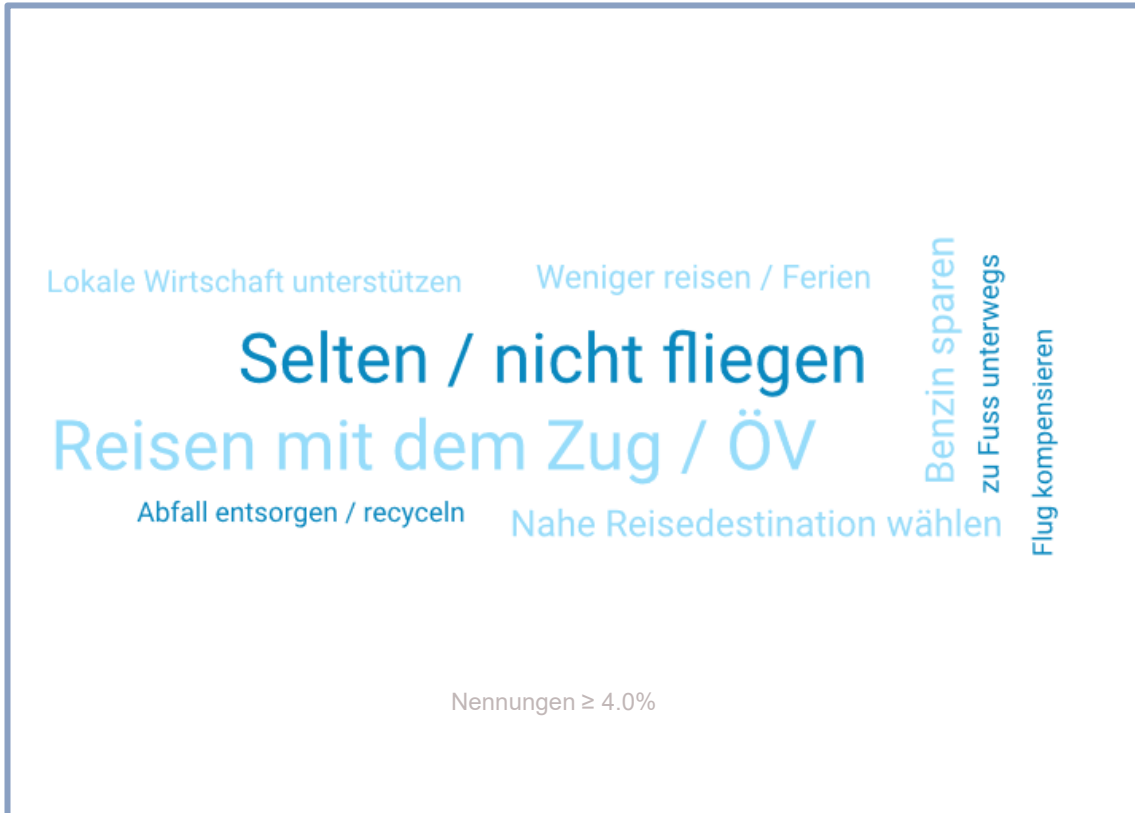 Lokale Wirtschaft unterstützen
Weniger reisen / Ferien
Selten / nicht fliegen
Reisen mit dem Zug / ÖV
Abfall entsorgen / recyceln
Nahe Reisedestination wählen
Benzin sparen
zu Fuss unterwegs
Flug kompensieren
Nennungen ≥ 4.0%